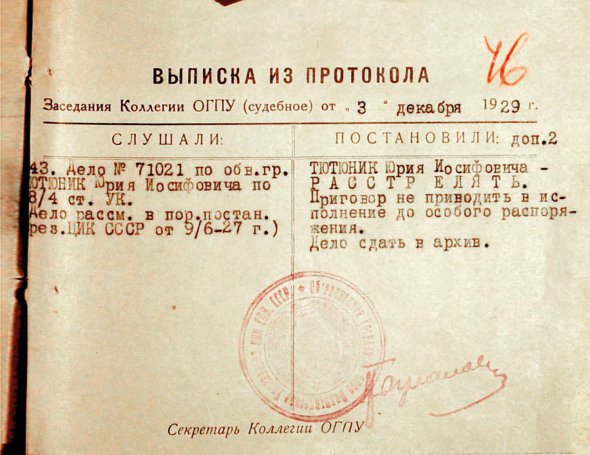 76
ВЫПИСКА ИЗ ПРОТОКОЛА
Заседания Коллегии ОГПУ (судебное) от „ 3 “ декабря 1929 г.
СЛУШАЛИ:
43. Дело № 71021 по обв.гр.
ТЮТЮНИК Юрия Иосифовича по
8/4 ст. УК.
Дело рассм. в пор.постан.
рез.ЦИК СССР от 9/6-27 г.)
ПОСТАНОВИЛИ: доп.2
ТЮТЮНИК Юрия Иосифовича -
РАССТРЕЛЯТЬ.
Приговор не приводить в ис-
полнение до особого распоря-
жения.
Дело сдать в архив.
Секретарь Коллегии ОГПУ